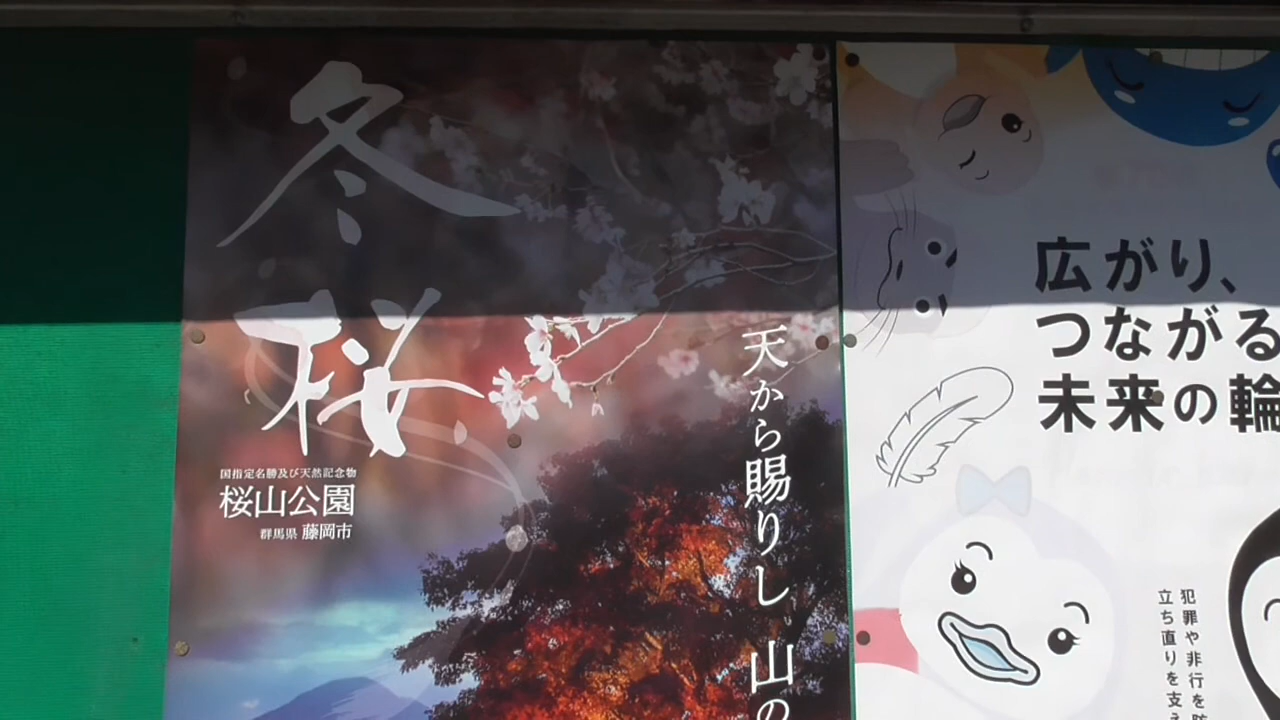 冬桜
国指定名勝及び天然記念物
桜山公園
群馬県 藤岡市
天から賜りし 山の
広がり、
つながる
未来の輪
犯罪や非行を防
立ち直りを支え